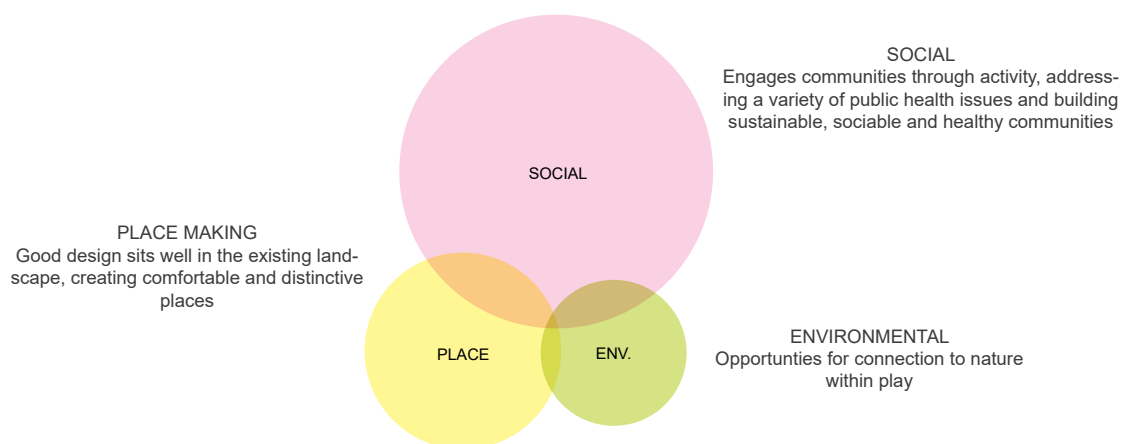 SOCIAL
Engages communities through activity, address-
ing a variety of public health issues and building
sustainable, sociable and healthy communities
SOCIAL
PLACE MAKING
Good design sits well in the existing land-
scape, creating comfortable and distinctive
places
PLACE
ENV.
ENVIRONMENTAL
Opportunties for connection to nature
within play